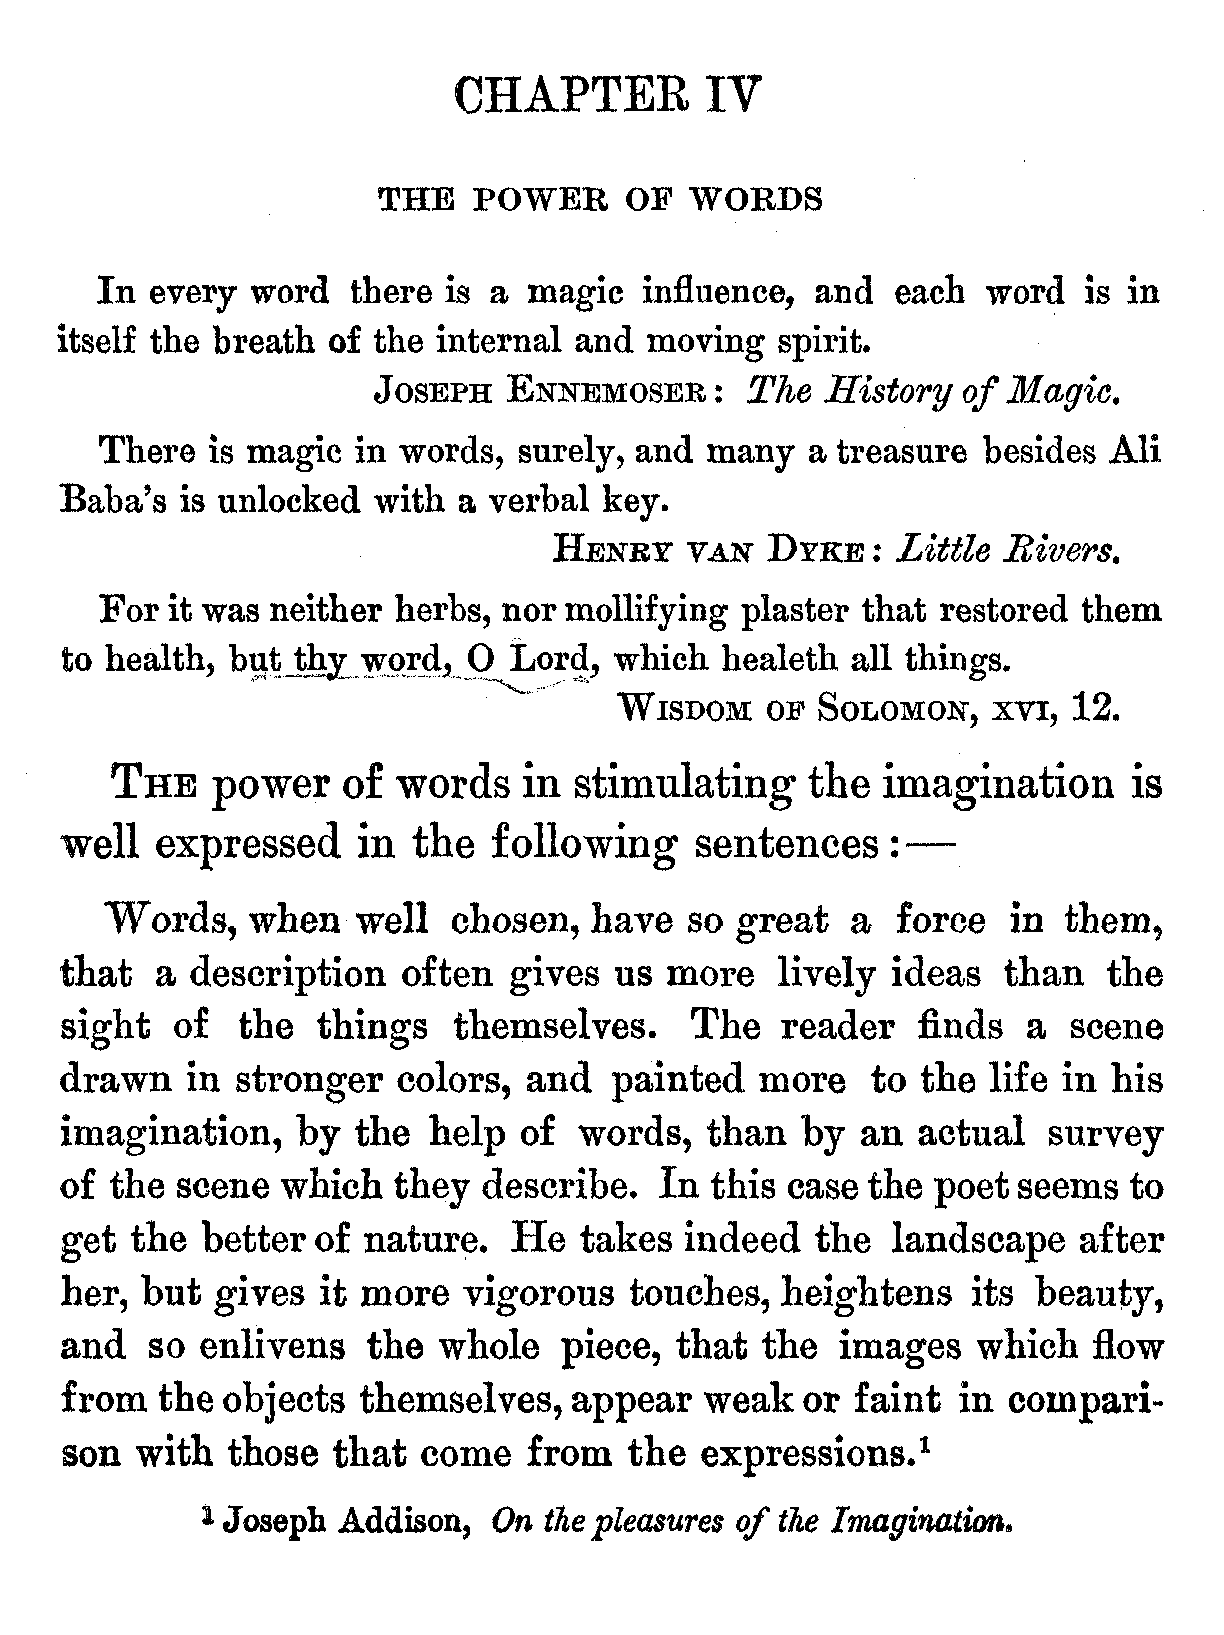 CHAPTER IV
THE POWER OF WORDS
In every word there is a magic influence, and each word is in
itself the breath of the internal and moving spirit.
JOSEPH ENNEMOSER: The History of Magic.
There is magic in words, surely, and many a treasure besides Ali
Baba's is unlocked with a verbal key.
HENRY VAN DYKE: Little Rivers.
For it was neither herbs, nor mollifying plaster that restored them
to health, but thy word, O Lord, which healeth all things.
WISDOM OF SOLOMON, XVI, 12.
THE power of words in stimulating the imagination is
well expressed in the following sentences:—
Words, when well chosen, have so great a force in them,
that a description often gives us more lively ideas than the
sight of the things themselves. The reader finds a scene
drawn in stronger colors, and painted more to the life in his
imagination, by the help of words, than by an actual survey
of the scene which they describe. In this case the poet seems to
get the better of nature. He takes indeed the landscape after
her, but gives it more vigorous touches, heightens its beauty,
and so enlivens the whole piece, that the images which flow
from the objects themselves, appear weak or faint in compari-
son with those that come from the expressions.¹
¹ Joseph Addison, On the pleasures of the Imagination.